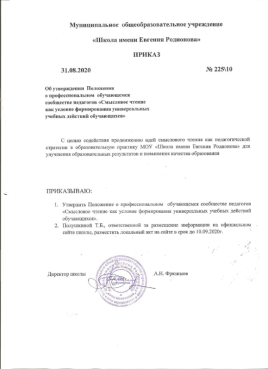 Муниципальное общеобразовательное учреждение
«Школа имени Евгения Родионова»
ПРИКАЗ
31.08.2020 № 225\10
Об утверждении Положения
о профессиональном обучающемся
сообществе педагогов «Смысловое чтение
как условие формирования универсальных
учебных действий обучающихся»
С целью содействия продвижению идей смыслового чтения как педагогической
стратегии в образовательную практику МОУ «Школа имени Евгения Родионова» для
улучшения образовательных результатов и повышения качества образования
ПРИКАЗЫВАЮ:
1. Утвердить Положение о профессиональном обучающемся сообществе педагогов
«Смысловое чтение как условие формирования универсальных учебных действий
обучающихся».
2. Т.Б., ответственной за размещение информации на официальном
сайте школы, разместить локальный акт на сайте в срок до 10.09.2020г.
Директор школы А.Н.